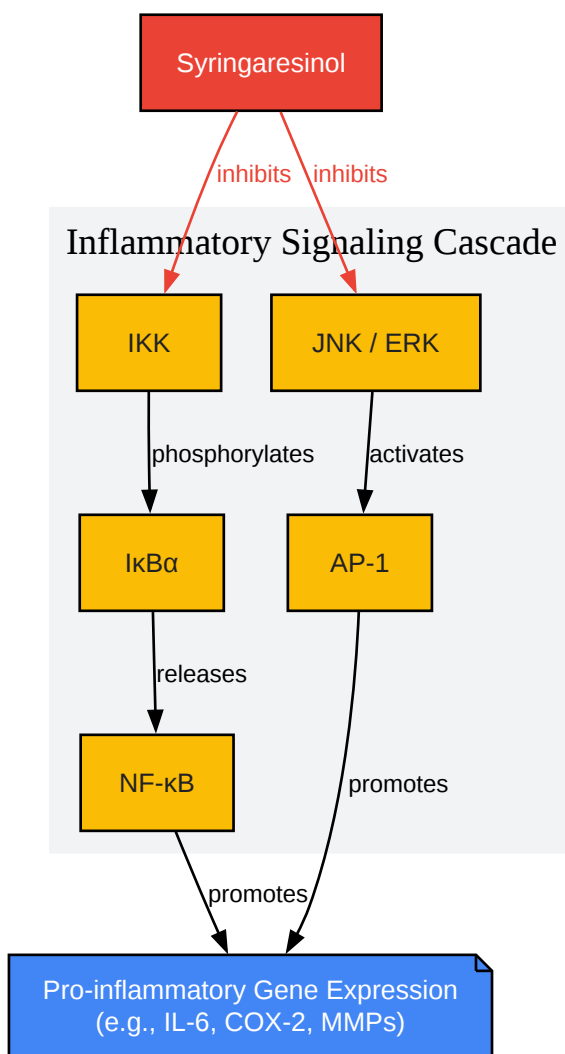 Syringaresinol
inhibits
inhibits
Inflammatory Signaling Cascade
IKK
JNK / ERK
phosphorylates
activates
IκBα
AP-1
releases
NF-κB
promotes
promotes
Pro-inflammatory Gene Expression
(e.g., IL-6, COX-2, MMPs)